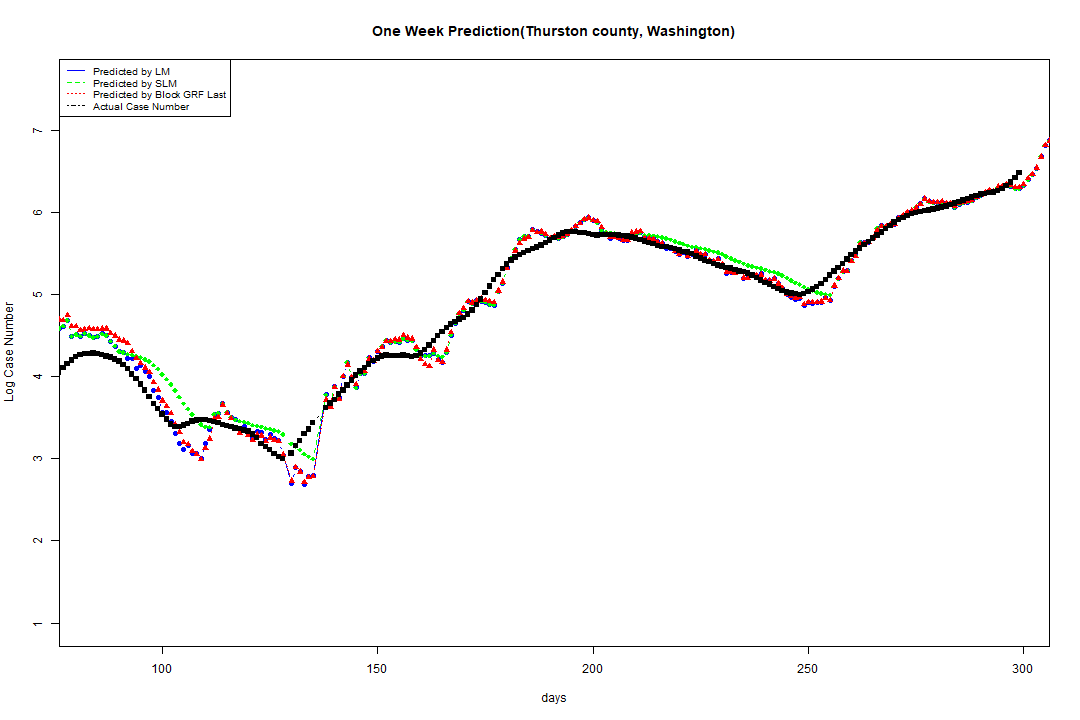 One Week Prediction(Thurston county, Washington)
Predicted by LM
Predicted by SLM
Predicted by Block GRF Last
Actual Case Number
Log Case Number
7
6
5
4
3
2
1
100 150 200 250 300
days